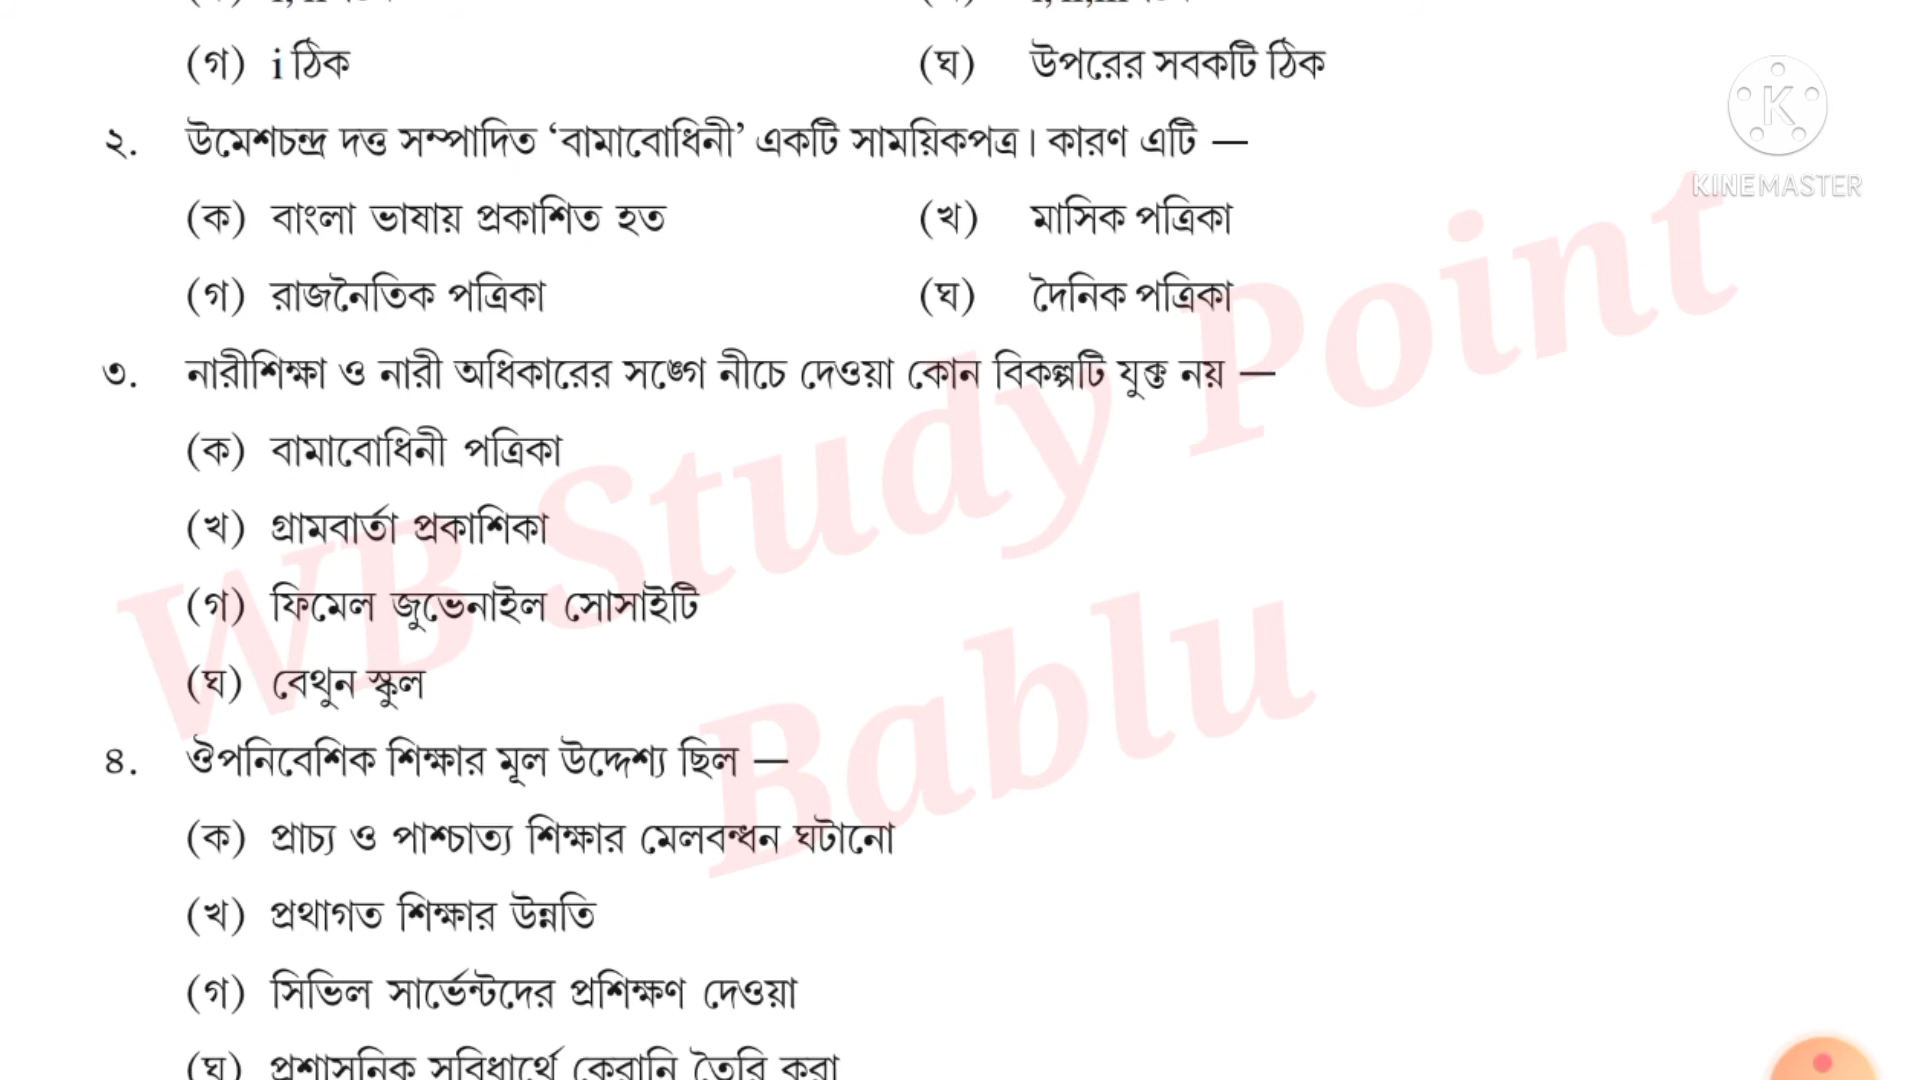 (গ) i ঠিক (ঘ) উপরের সবকটি ঠিক
২. উমেশচন্দ্র দত্ত সম্পাদিত ‘বামাবোধিনী’ একটি সাময়িকপত্র। কারণ এটি —
(ক) বাংলা ভাষায় প্রকাশিত হত (খ) মাসিক পত্রিকা
(গ) রাজনৈতিক পত্রিকা (ঘ) দৈনিক পত্রিকা
৩. নারীশিক্ষা ও নারী অধিকারের সঙ্গে নীচে দেওয়া কোন বিকল্পটি যুক্ত নয় —
(ক) বামাবোধিনী পত্রিকা
(খ) গ্রামবার্তা প্রকাশিকা
(গ) ফিমেল জুভেনাইল সোসাইটি
(ঘ) বেথুন স্কুল
৪. ঔপনিবেশিক শিক্ষার মূল উদ্দেশ্য ছিল —
(ক) প্রাচ্য ও পাশ্চাত্য শিক্ষার মেলবন্ধন ঘটানো
(খ) প্রথাগত শিক্ষার উন্নতি
(গ) সিভিল সার্ভেন্টদের প্রশিক্ষণ দেওয়া
(ঘ) প্রশাসনিক সুবিধার্থে কেরানি তৈরি করা
WB Study Point
Bablu
K
KINEMASTER